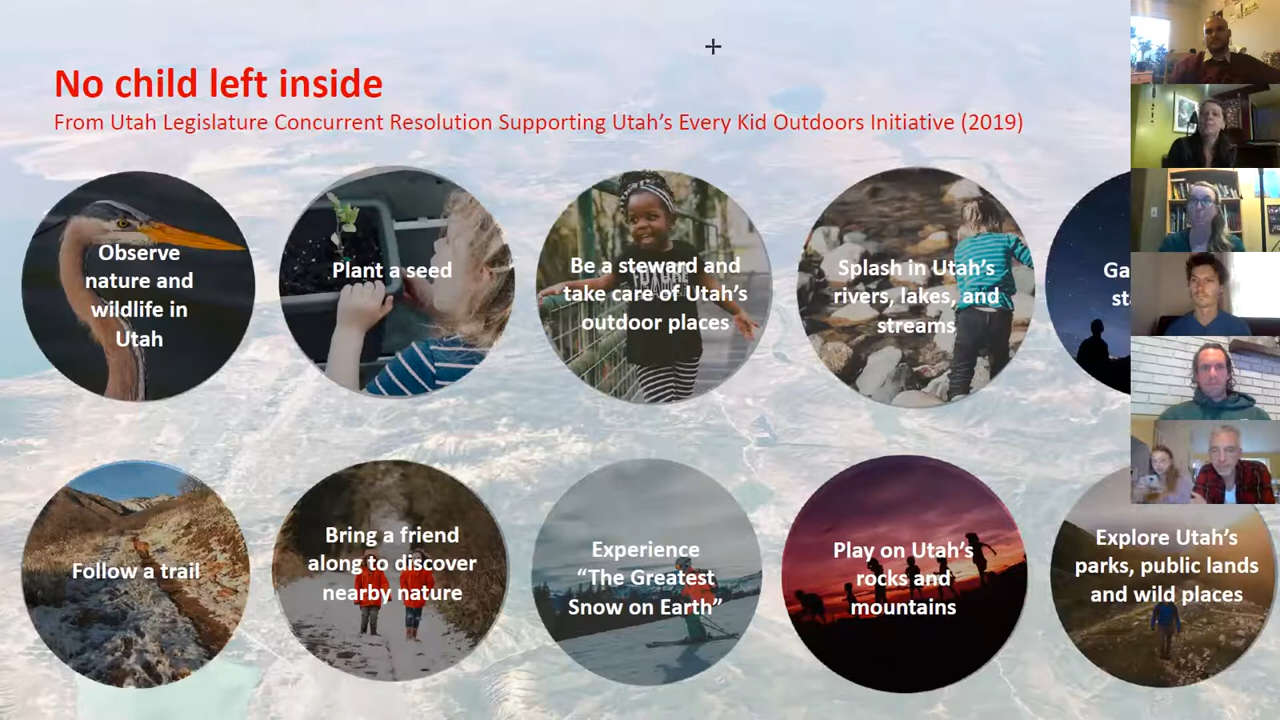 No child left inside
From Utah Legislature Concurrent Resolution Supporting Utah's Every Kid Outdoors Initiative (2019)
Observe
nature and
wildlife in
Utah
Plant a seed
Be a steward and
take care of Utah's
outdoor places
Splash in Utah's
rivers, lakes, and
streams
Follow a trail
Bring a friend
along to discover
nearby nature
Experience
"The Greatest
Snow on Earth"
Play on Utah's
rocks and
mountains
Explore Utah's
parks, public lands
and wild places